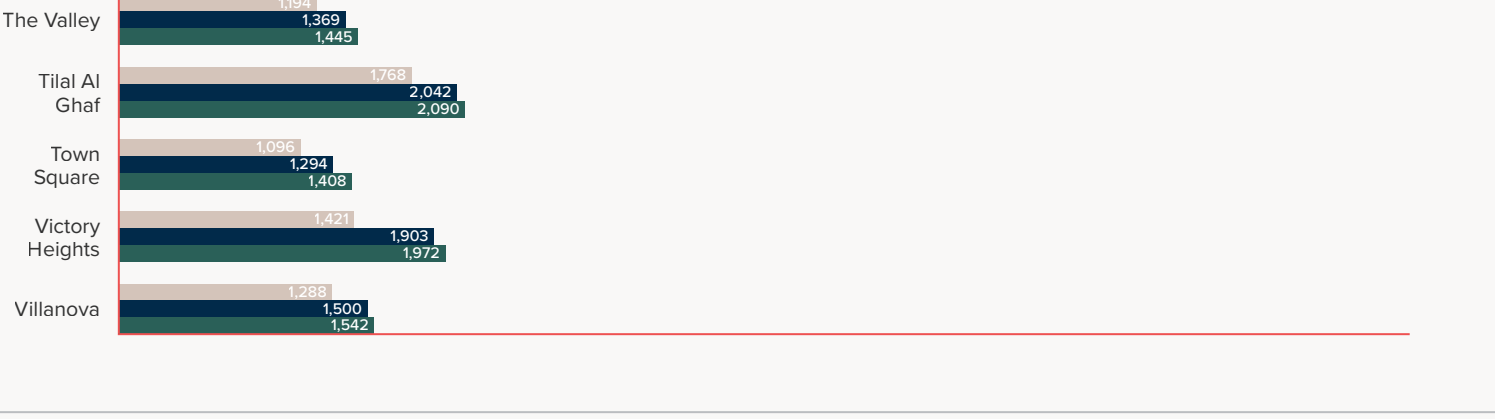 1,194
The Valley
1,369
1,445
Tilal Al
Ghaf
1,768
2,042
2,090
Town
Square
1,096
1,294
1,408
Victory
Heights
1,421
1,903
1,972
Villanova
1,288
1,500
1,542